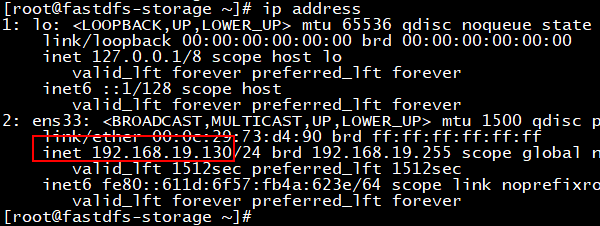 [root@fastdfs-storage ~]# ip address
1: lo: <LOOPBACK,UP,LOWER_UP> mtu 65536 qdisc noqueue state
link/loopback 00:00:00:00:00:00 brd 00:00:00:00:00:00
inet 127.0.0.1/8 scope host lo
valid_lft forever preferred_lft forever
inet6 ::1/128 scope host
valid_lft forever preferred_lft forever
2: ens33: <BROADCAST,MULTICAST,UP,LOWER_UP> mtu 1500 qdisc p
link/ether 00:0c:29:73:d4:90 brd ff:ff:ff:ff:ff:ff
inet 192.168.19.130/24 brd 192.168.19.255 scope global n
valid_lft 1512sec preferred_lft 1512sec
inet6 fe80::611d:6f57:fb4a:623e/64 scope link noprefixro
valid_lft forever preferred_lft forever
[root@fastdfs-storage ~]#